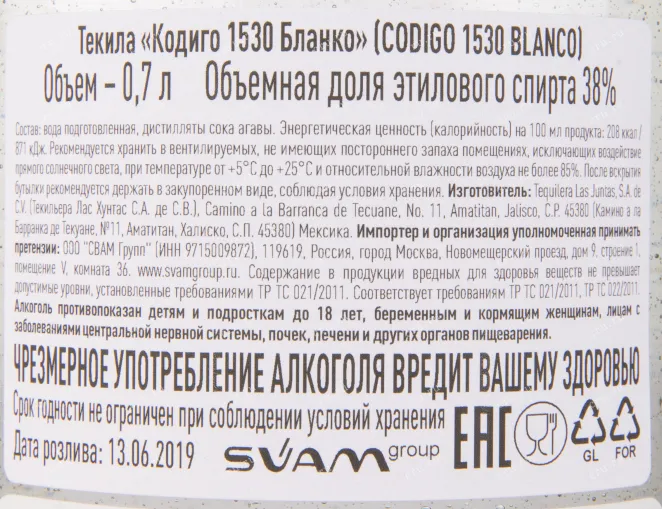 Текила «Кодиго 1530 Бланко» (CODIGO 1530 BLANCO)
Объем – 0,7 л Объемная доля этилового спирта 38%
Состав: вода подготовленная, дистилляты сока агавы. Энергетическая ценность (калорийность) на 100 мл продукта: 208 ккал/
871 кДж. Рекомендуется хранить в вентилируемых, не имеющих постороннего запаха помещениях, исключающих воздействие
прямого солнечного света, при температуре от +5°С до +25°С и относительной влажности воздуха не более 85%. После вскрытия
бутылки рекомендуется держать в закупоренном виде, соблюдая условия хранения. Изготовитель: Tequilera Las Juntas, S.A. de
C.V. (Текильера Лас Хунтас С.А. де С.В.), Camino a la Barranca de Tecuane, No. 11, Amatitan, Jalisco, C.P. 45380 (Камино а ла
Барранка де Текуане, №11, Аматитан, Халиско, С.П. 45380) Мексика. Импортер и организация уполномоченная принимать
претензии: ООО "СВАМ Групп" (ИНН 9715009872), 119619, Россия, город Москва, Новомещерский проезд, дом 9, строение 1,
помещение V, комната 36. www.svamgroup.ru. Содержание в продукции вредных для здоровья веществ не превышает
допустимые уровни, установленные требованиями ТР ТС 021/2011. Соответствует требованиям ТР ТС 021/2011, ТР ТС 022/2011.
Алкоголь противопоказан детям и подросткам до 18 лет, беременным и кормящим женщинам, лицам с
заболеваниями центральной нервной системы, почек, печени и других органов пищеварения.
ЧРЕЗМЕРНОЕ УПОТРЕБЛЕНИЕ АЛКОГОЛЯ ВРЕДИТ ВАШЕМУ ЗДОРОВЬЮ
Срок годности не ограничен при соблюдении условий хранения
Дата розлива: 13.06.2019 SVAM group EAC GL FOR